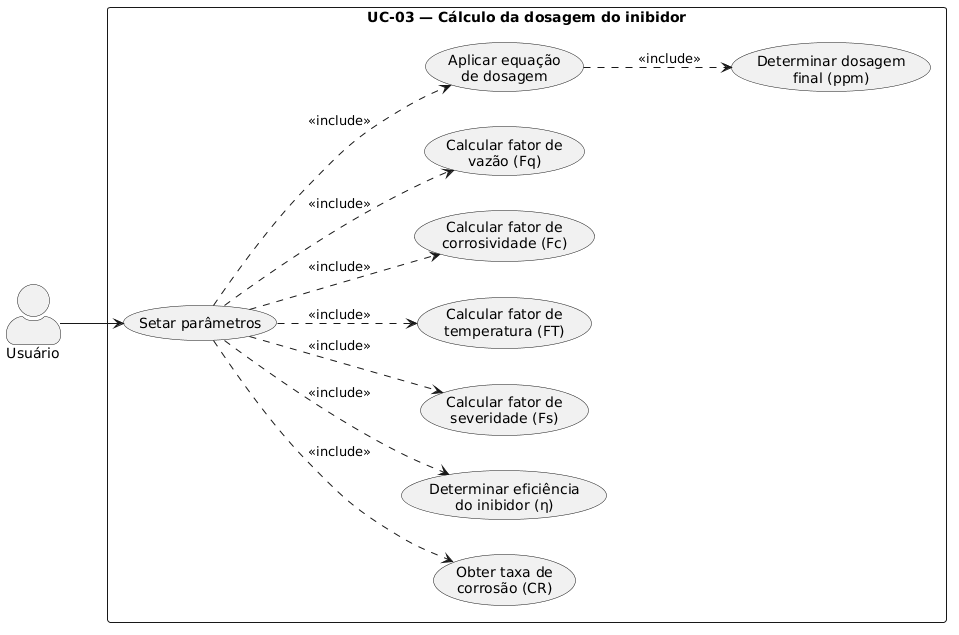 UC-03 — Cálculo da dosagem do inibidor
Aplicar equação
de dosagem
«include»
Determinar dosagem
final (ppm)
«include»
Calcular fator de
vazão (Fq)
«include»
Calcular fator de
corrosividade (Fc)
«include»
Usuário
Setar parâmetros
«include»
Calcular fator de
temperatura (FT)
«include»
Calcular fator de
severidade (Fs)
«include»
Determinar eficiência
do inibidor (η)
«include»
Obter taxa de
corrosão (CR)